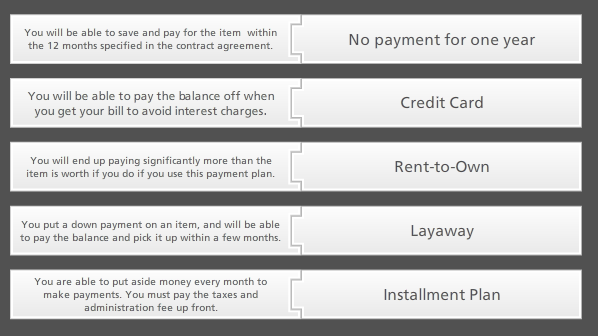 You will be able to save and pay for the item within
the 12 months specified in the contract agreement.
No payment for one year
You will be able to pay the balance off when
you get your bill to avoid interest charges.
Credit Card
You will end up paying significantly more than the
item is worth if you do if you use this payment plan.
Rent-to-Own
You put a down payment on an item, and will be able
to pay the balance and pick it up within a few months.
Layaway
You are able to put aside money every month to
make payments. You must pay the taxes and
administration fee up front.
Installment Plan